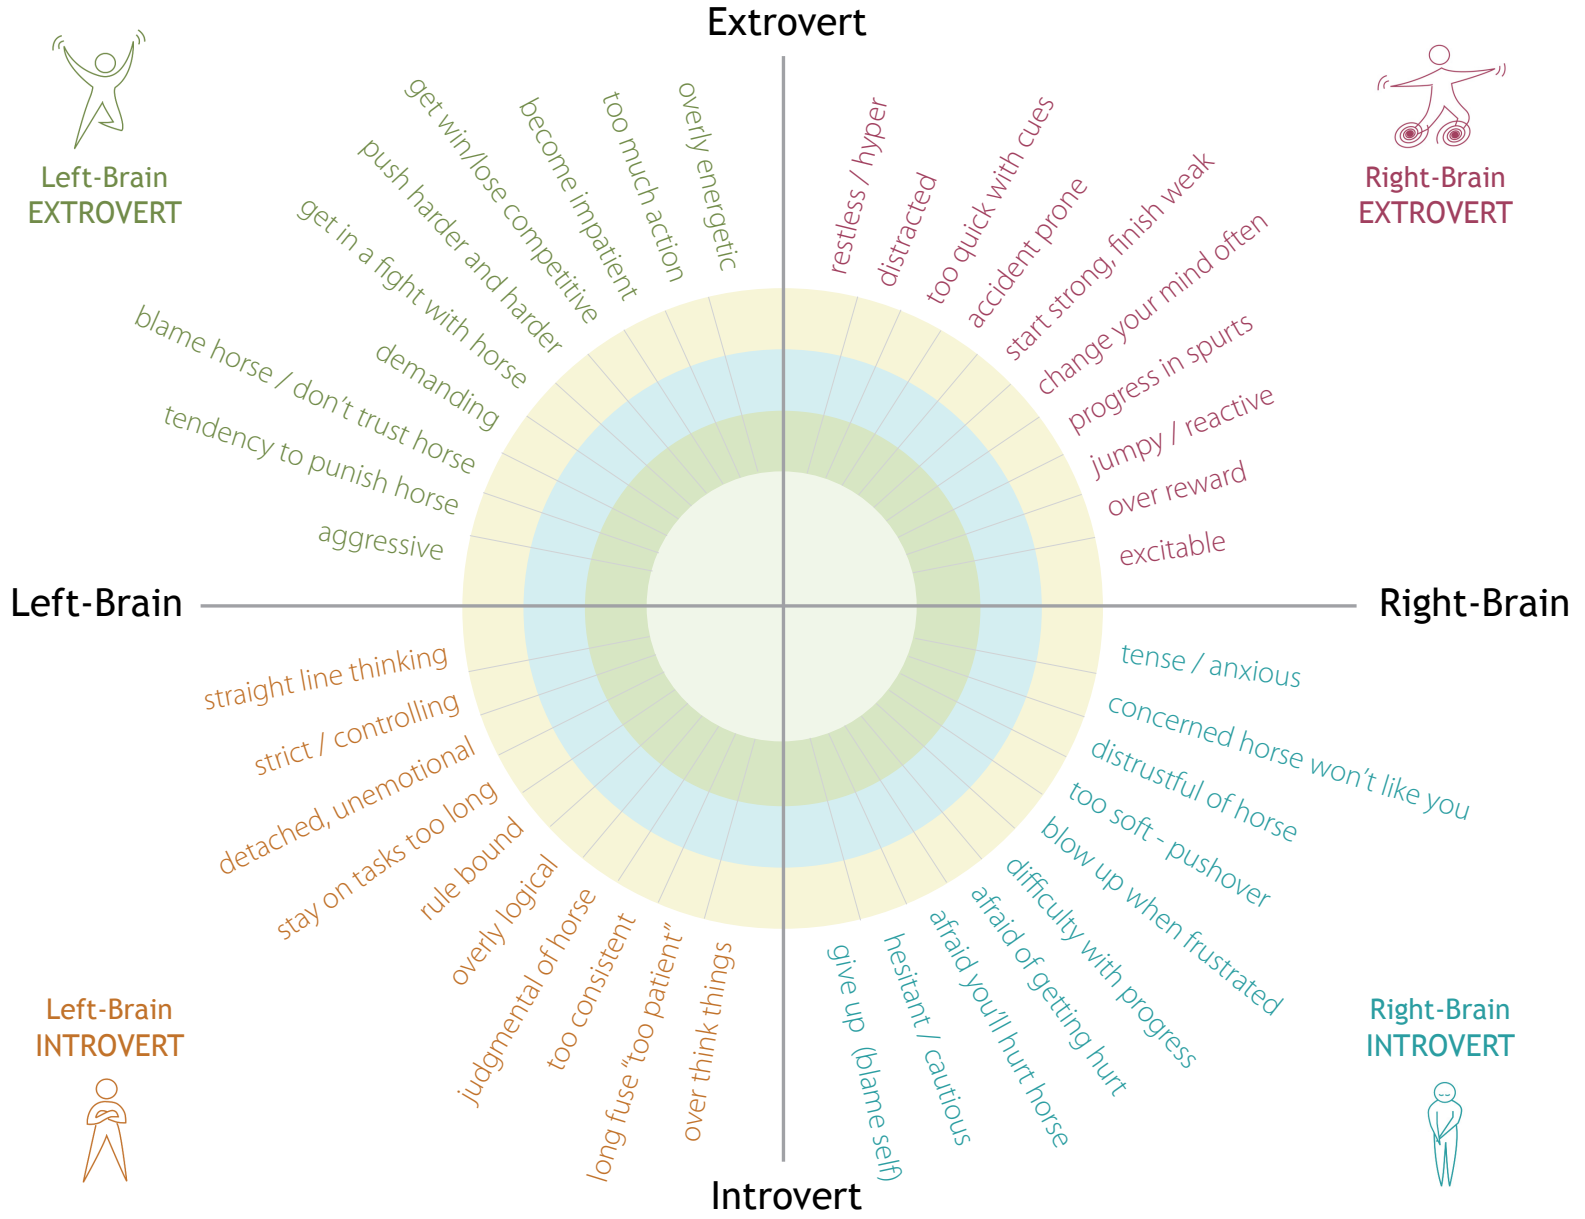 Extrovert
Left-Brain
EXTROVERT
Right-Brain
EXTROVERT
aggressive
tendency to punish horse
blame horse / don't trust horse
demanding
get in a fight with horse
push harder and harder
get win/lose competitive
become impatient
too much action
overly energetic
restless / hyper
distracted
too quick with cues
accident prone
start strong, finish weak
change your mind often
progress in spurts
jumpy / reactive
over reward
excitable
Left-Brain
Right-Brain
straight line thinking
strict / controlling
detached, unemotional
stay on tasks too long
rule bound
overly logical
judgmental of horse
too consistent
long fuse “too patient”
over think things
tense / anxious
concerned horse won't like you
distrustful of horse
too soft - pushover
blow up when frustrated
difficulty with progress
afraid of getting hurt
afraid you'll hurt horse
hesitant / cautious
give up (blame self)
Left-Brain
INTROVERT
Right-Brain
INTROVERT
Introvert